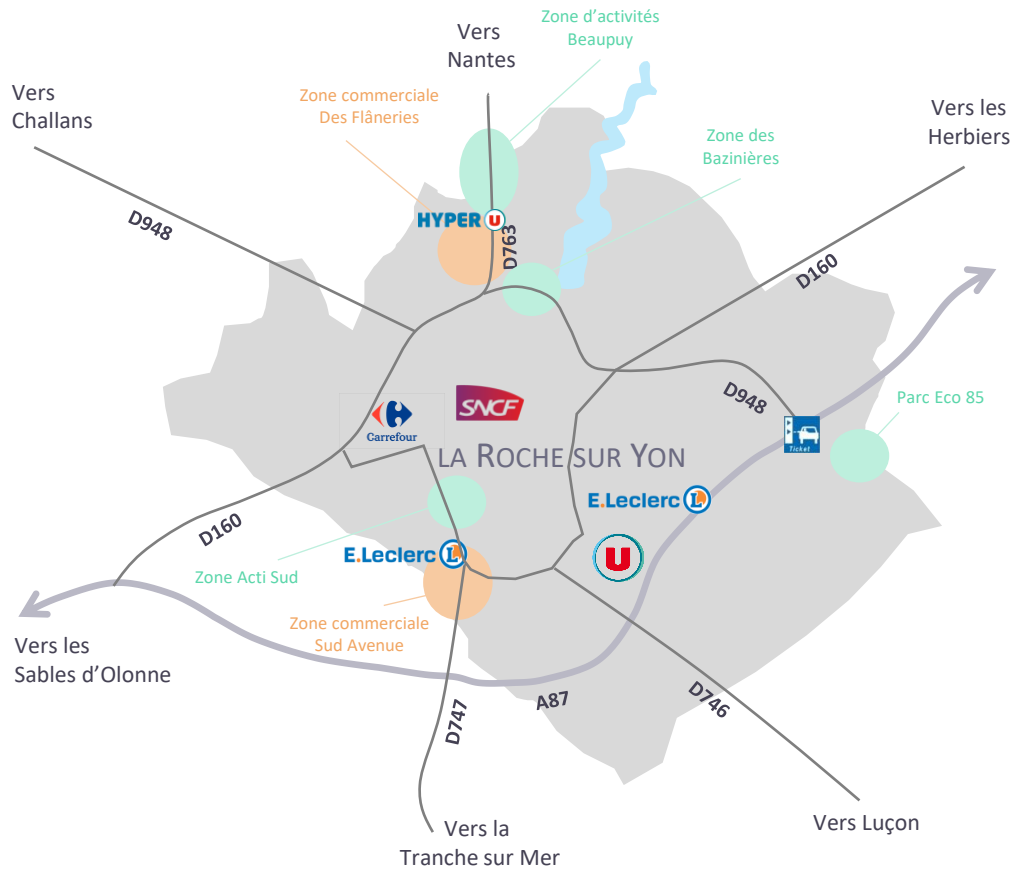 Zone d'activités
Beaupuy
Vers
Nantes
Vers
Challans
Zone commerciale
Des Flâneries
Vers les
Herbiers
Zone des
Bazinières
D948
HYPER U
D763
D160
SNCF
Carrefour
D948
Parc Eco 85
Ticket
LA ROCHE SUR YON
E.Leclerc L
D160
E.Leclerc L
U
Zone Acti Sud
Zone commerciale
Sud Avenue
Vers les
Sables d'Olonne
A87
D746
D747
Vers la
Tranche sur Mer
Vers Luçon